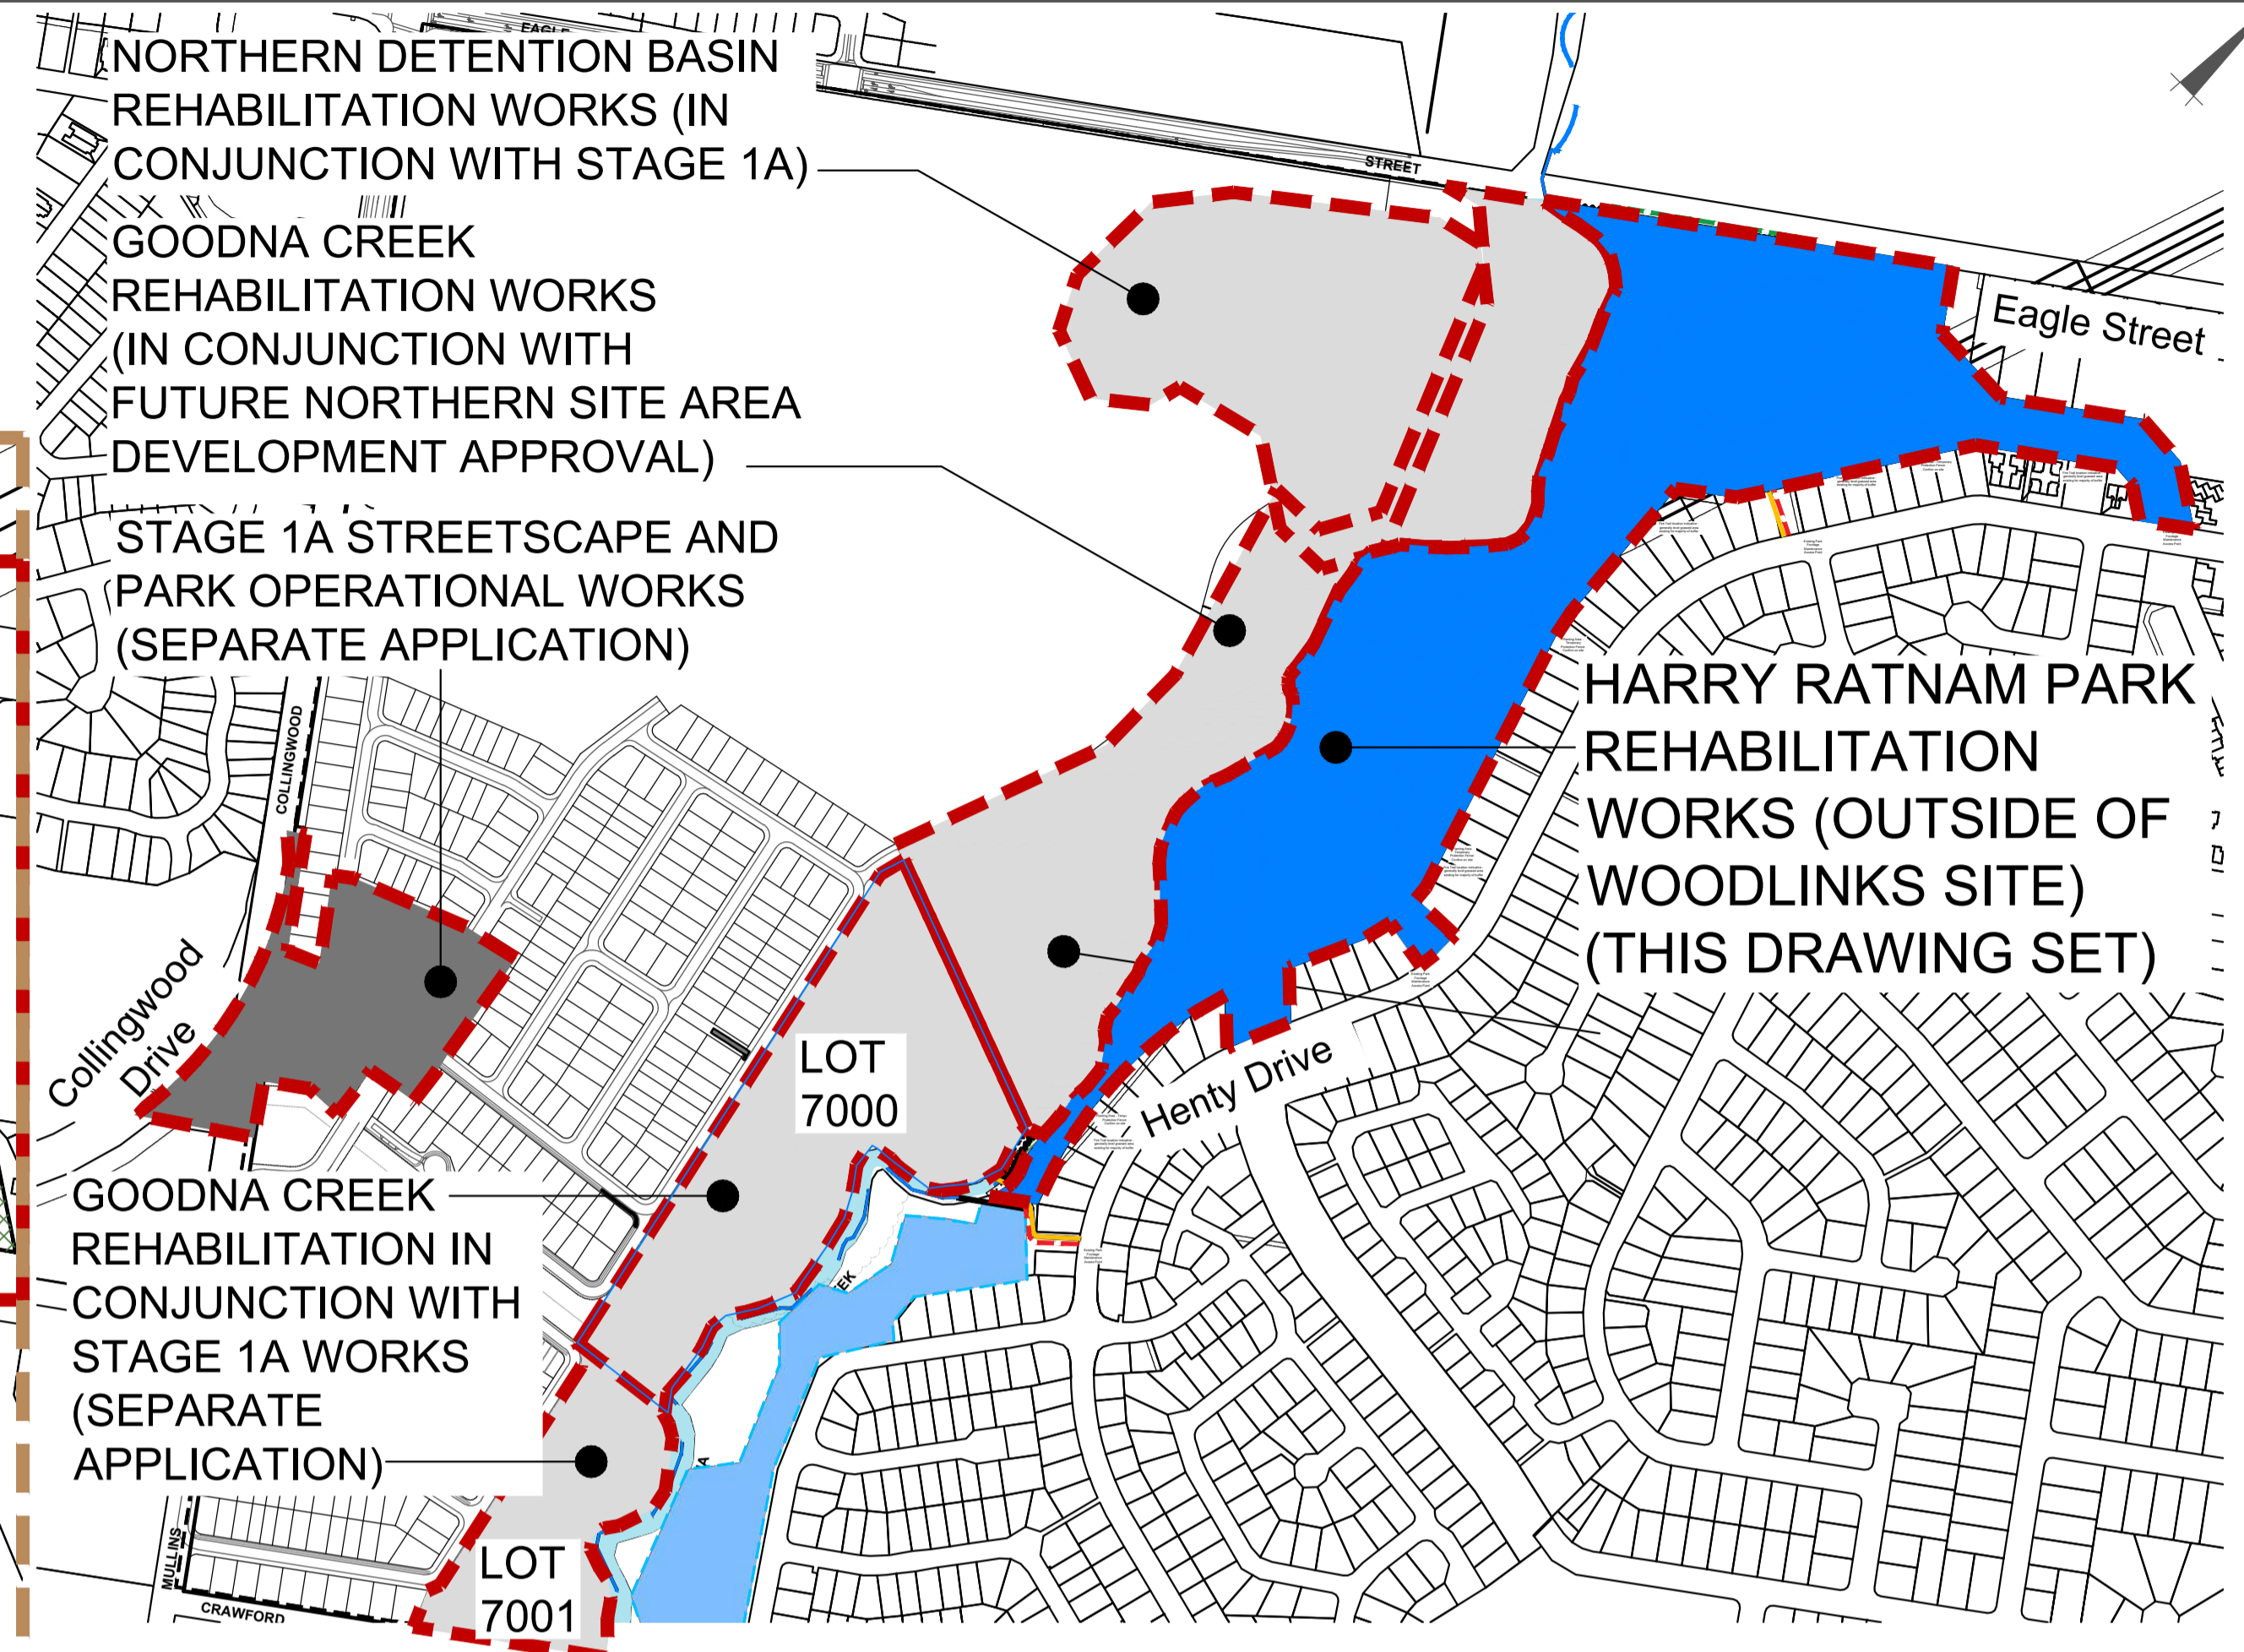 EAGLE
NORTHERN DETENTION BASIN
REHABILITATION WORKS (IN
CONJUNCTION WITH STAGE 1A)
STREET
GOODNA CREEK
REHABILITATION WORKS
(IN CONJUNCTION WITH
FUTURE NORTHERN SITE AREA
DEVELOPMENT APPROVAL)
Eagle Street
STAGE 1A STREETSCAPE AND
PARK OPERATIONAL WORKS
(SEPARATE APPLICATION)
HARRY RATNAM PARK
REHABILITATION
WORKS (OUTSIDE OF
WOODLINKS SITE)
(THIS DRAWING SET)
COLLINGWOOD
Collingwood
Drive
LOT
7000
Henty Drive
GOODNA CREEK
REHABILITATION IN
CONJUNCTION WITH
STAGE 1A WORKS
(SEPARATE
APPLICATION)
EK
A
LOT
7001
MULLINS
CRAWFORD